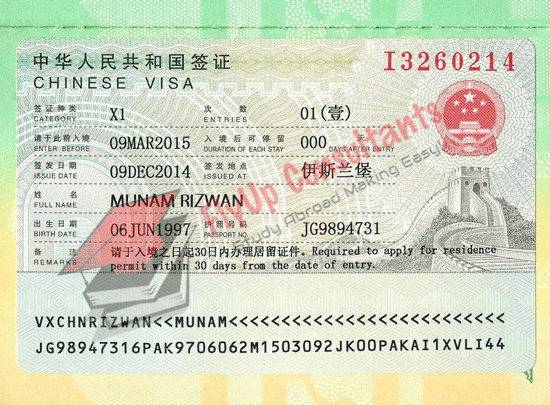 中华人民共和国签证 I3260214
CHINESE VISA
签证种类 X1 次数 01(壹)
CATEGORY ENTRIES
请于此前入境 09MAR2015 入境后可停留 000 天
ENTER BEFORE DURATION OF EACH STAY DAYS AFTER ENTRY
签发日期 09DEC2014 签发地点 伊斯兰堡
ISSUE DATE ISSUED AT
姓名 MUNAM RIZWAN
FULL NAME
出生日期 06JUN1997 护照号码 JG9894731
BIRTH DATE PASSPORT NO
备注 请于入境之日起30日内办理居留证件。Required to apply for residence
REMARKS permit within 30 days from the date of entry.
FlyUp Consultants
Study Abroad Making Easy
VXCHNRIZWAN<<MUNAM<<<<<<<<<<<<<<<<<<<<<<<<<<
JG98947316PAK9706062M1503092JK00PAKAI1XVLI44